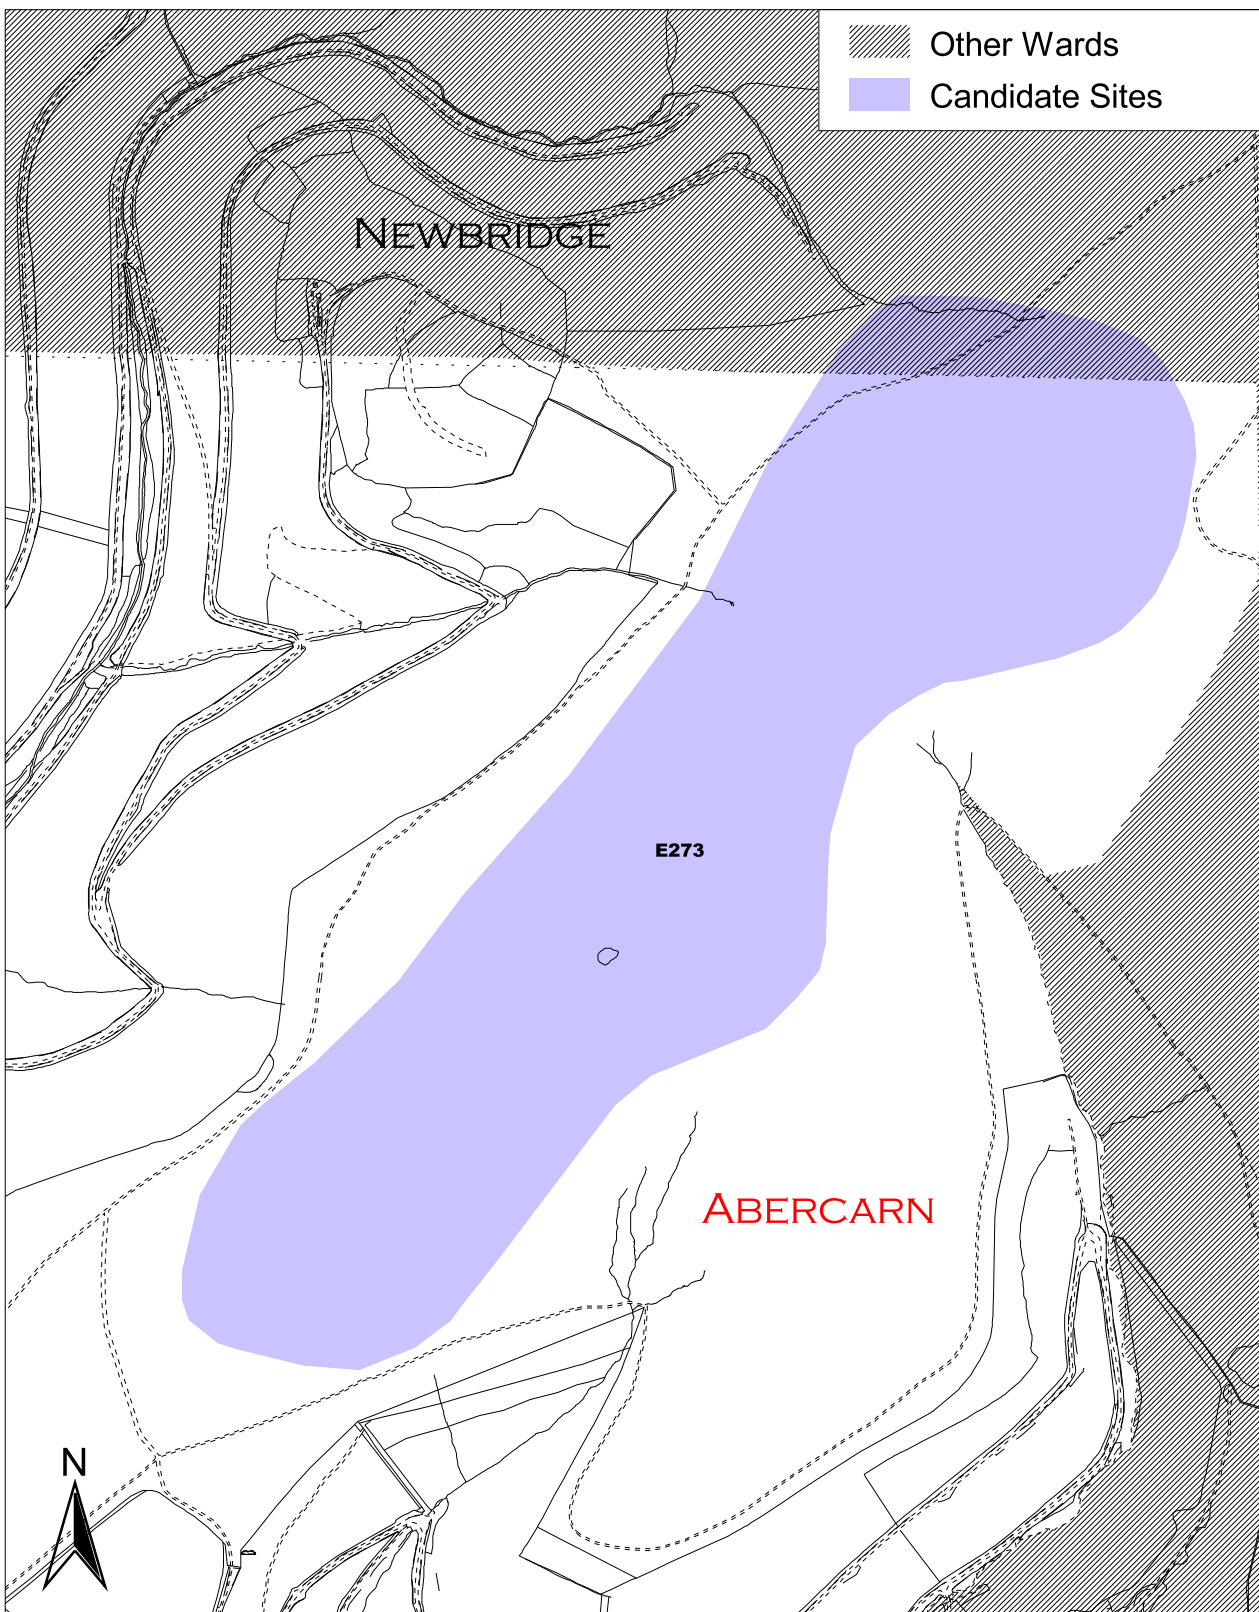 Other Wards
Candidate Sites
NEWBRIDGE
E273
ABERCARN
N